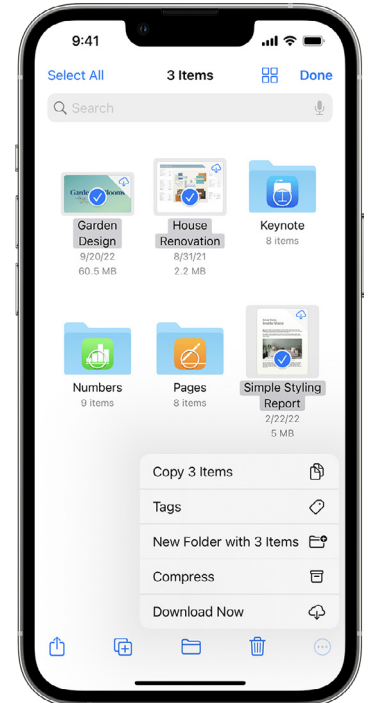 9:41
Select All
3 Items
Done
Search
Garden
Design
9/20/22
60.5 MB
House
Renovation
8/31/21
2.2 MB
Keynote
8 items
Numbers
9 items
Pages
8 items
Simple Styling
Report
2/22/22
5 MB
Copy 3 Items
Tags
New Folder with 3 Items
Compress
Download Now